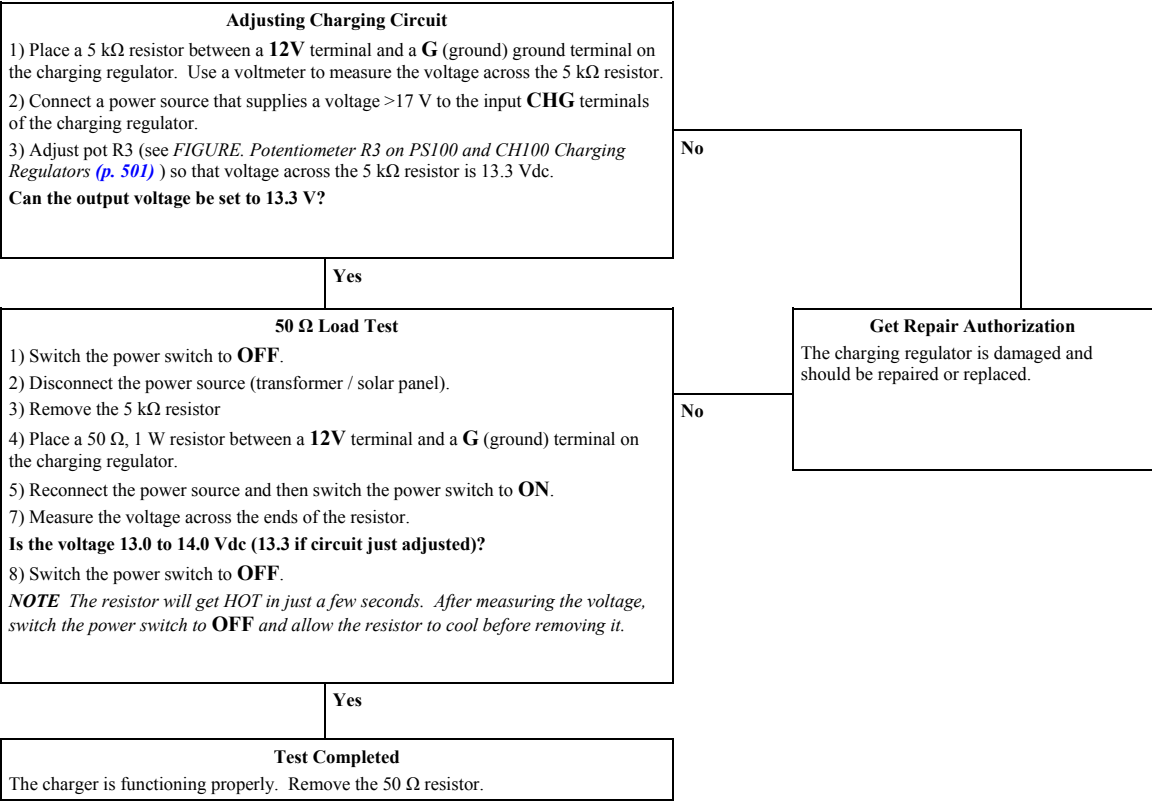 Adjusting Charging Circuit
1) Place a 5 kΩ resistor between a 12V terminal and a G (ground) ground terminal on
the charging regulator. Use a voltmeter to measure the voltage across the 5 kΩ resistor.
2) Connect a power source that supplies a voltage >17 V to the input CHG terminals
of the charging regulator.
3) Adjust pot R3 (see FIGURE. Potentiometer R3 on PS100 and CH100 Charging
Regulators (p. 501) ) so that voltage across the 5 kΩ resistor is 13.3 Vdc.
Can the output voltage be set to 13.3 V?
No
Yes
50 Ω Load Test
1) Switch the power switch to OFF.
2) Disconnect the power source (transformer / solar panel).
3) Remove the 5 kΩ resistor
4) Place a 50 Ω, 1 W resistor between a 12V terminal and a G (ground) terminal on
the charging regulator.
5) Reconnect the power source and then switch the power switch to ON.
7) Measure the voltage across the ends of the resistor.
Is the voltage 13.0 to 14.0 Vdc (13.3 if circuit just adjusted)?
8) Switch the power switch to OFF.
NOTE The resistor will get HOT in just a few seconds. After measuring the voltage,
switch the power switch to OFF and allow the resistor to cool before removing it.
No
Get Repair Authorization
The charging regulator is damaged and
should be repaired or replaced.
Yes
Test Completed
The charger is functioning properly. Remove the 50 Ω resistor.